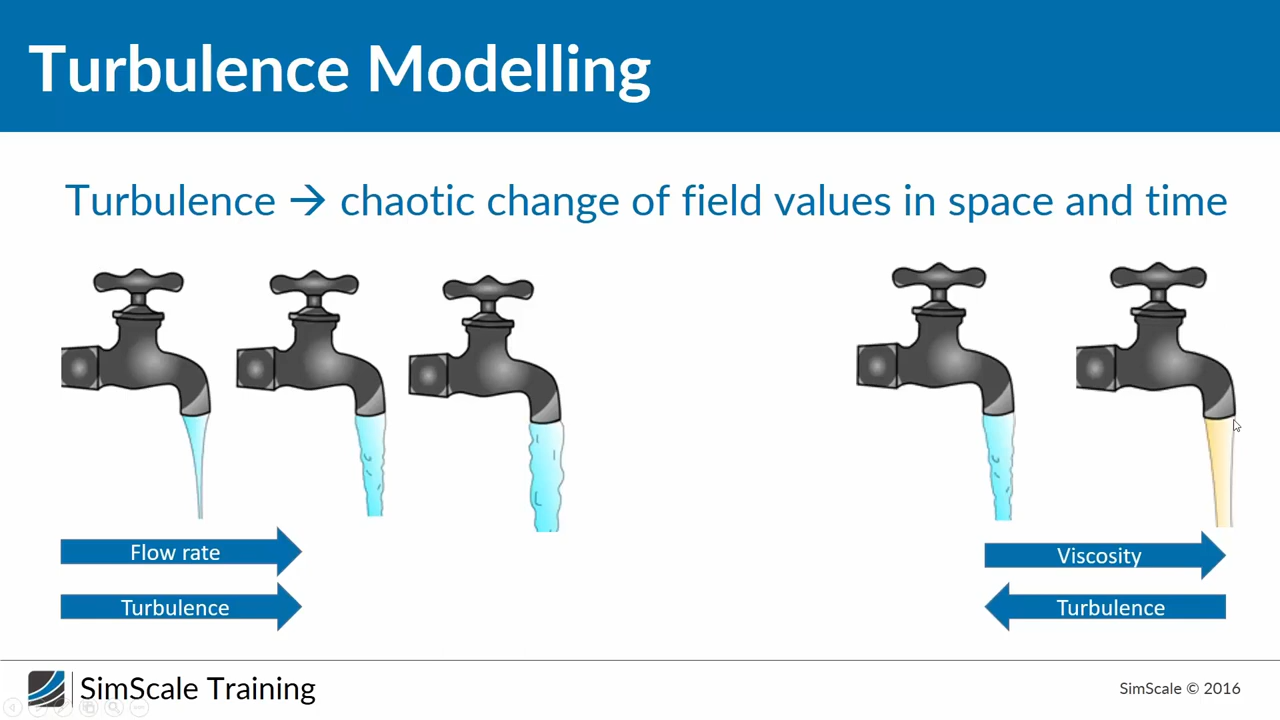 Turbulence Modelling
Turbulence → chaotic change of field values in space and time
Flow rate
Turbulence
Viscosity
Turbulence
SimScale Training
SimScale © 2016